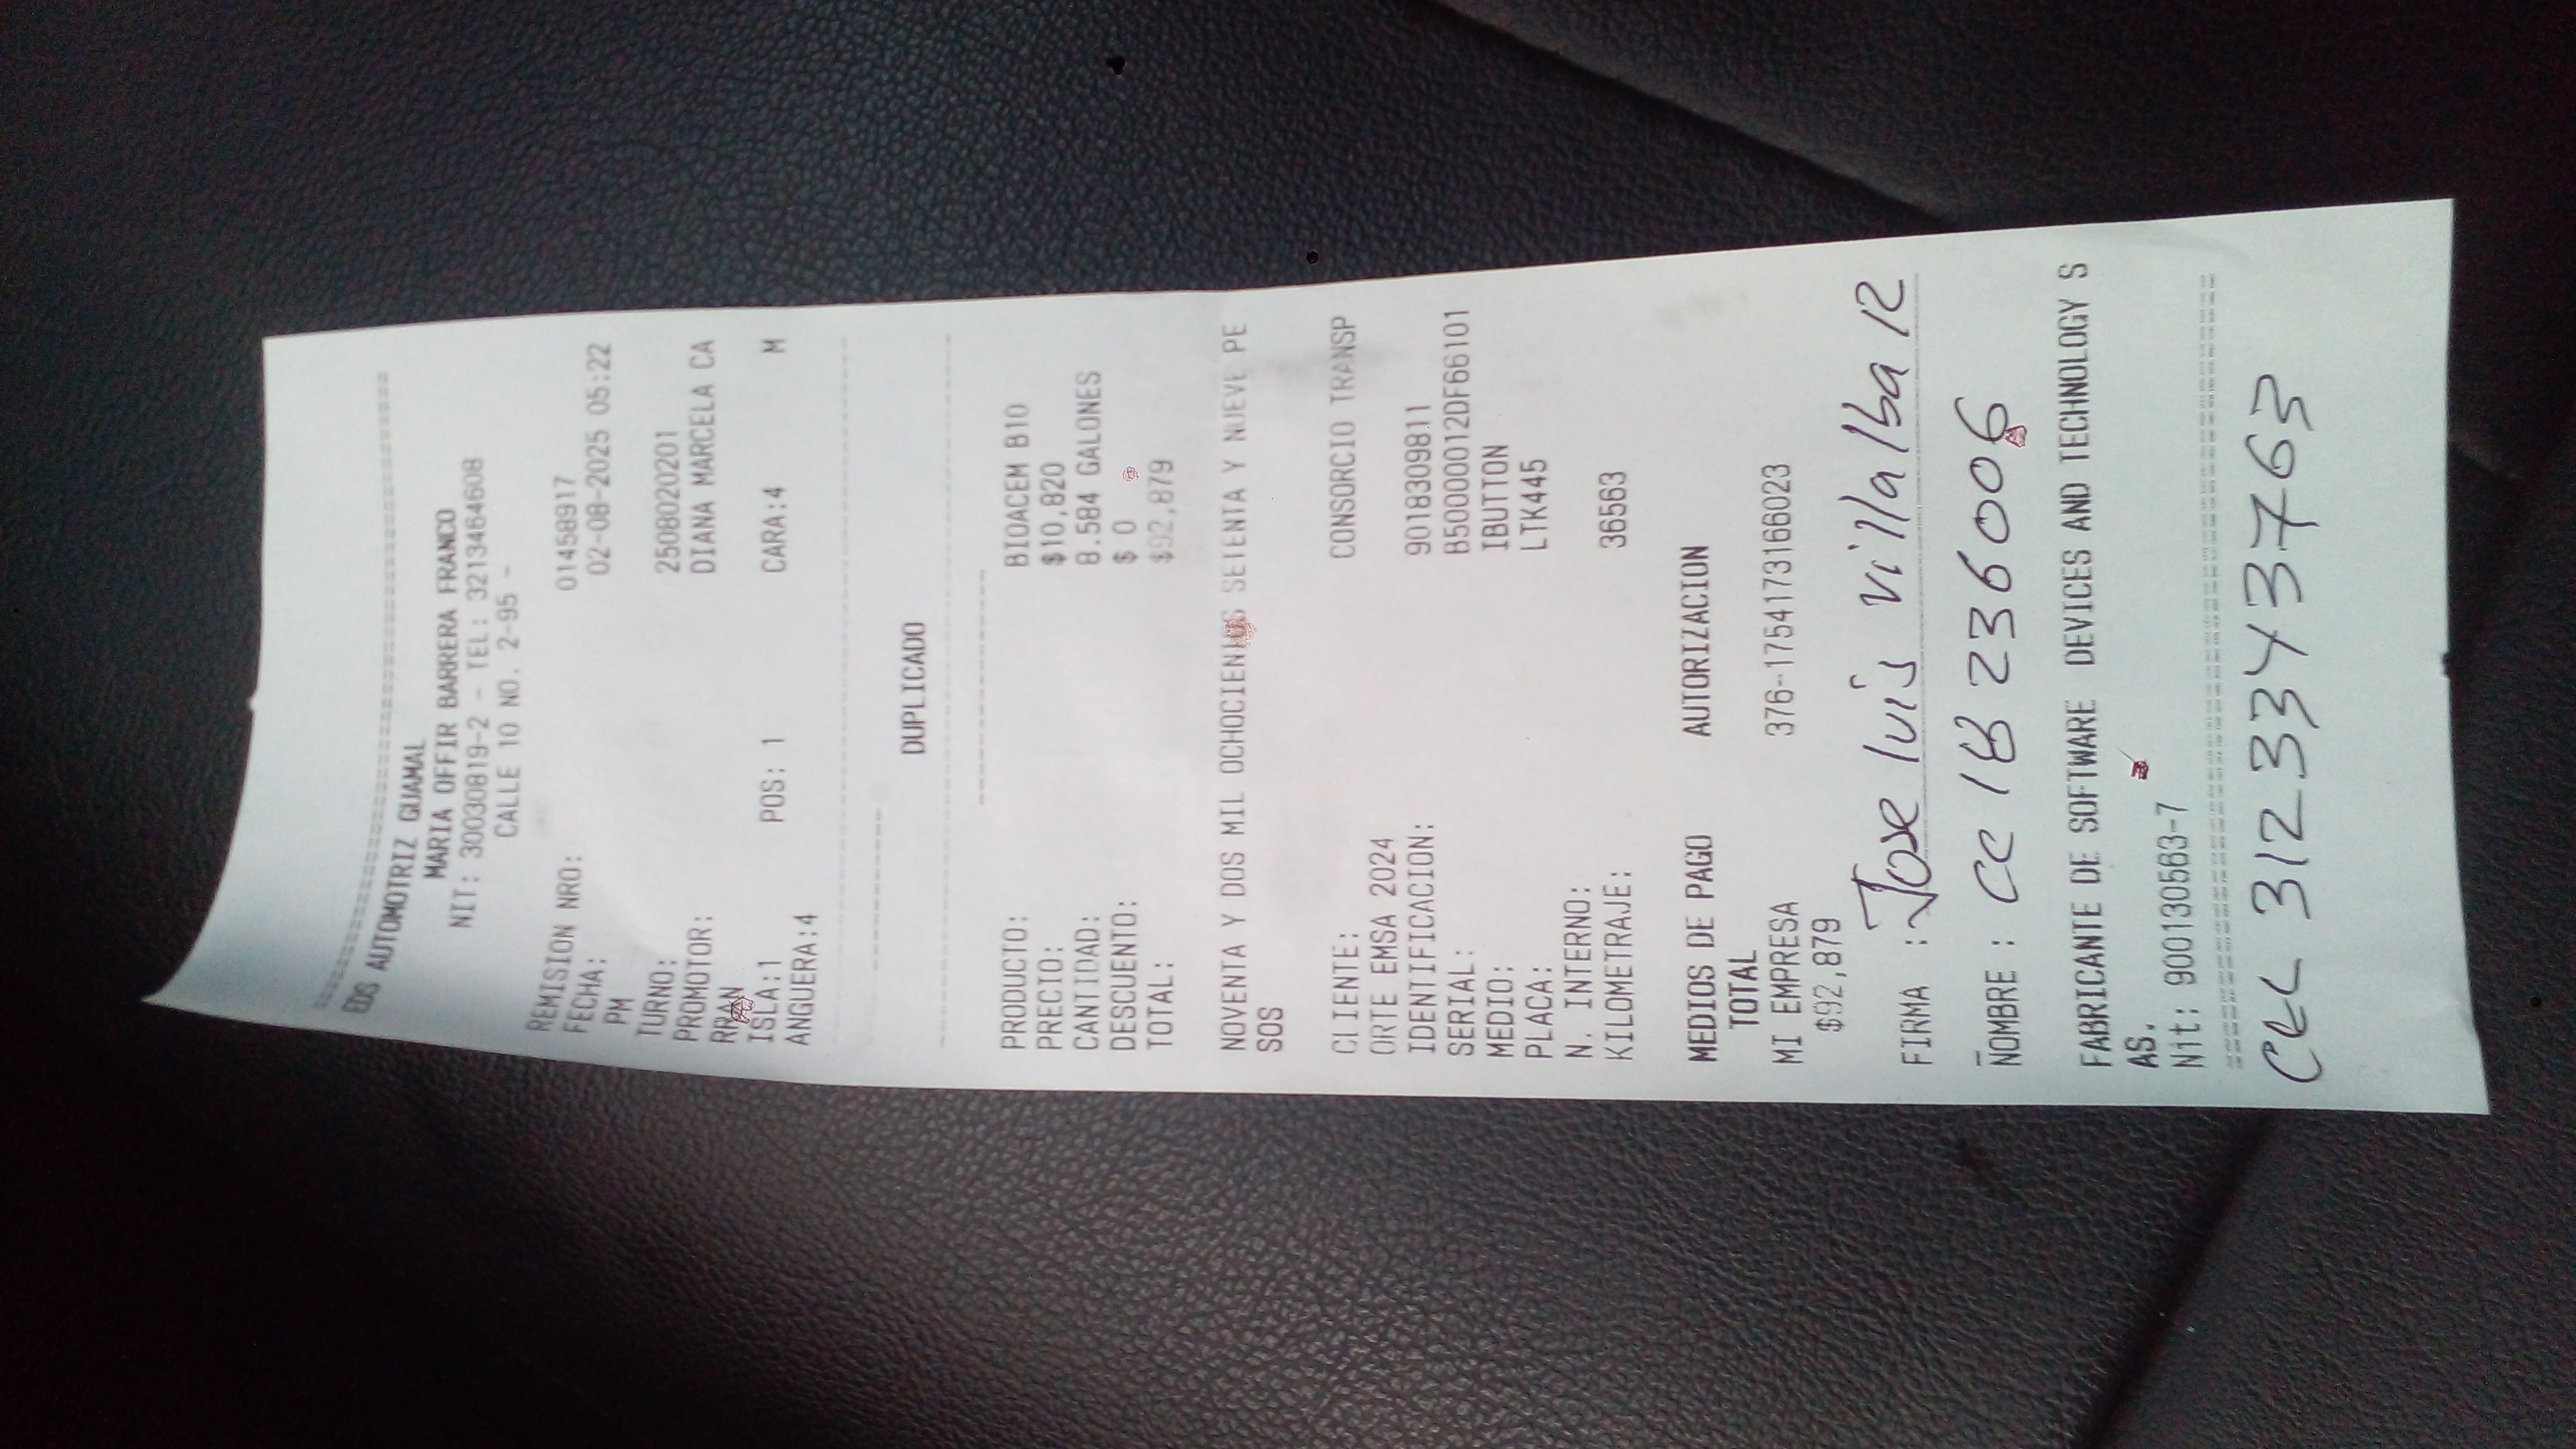 EDS AUTOMOTRIZ GUAMAL
MARIA OFFIR BARRERA FRANCO
NIT: 30030819-2 - TEL: 3213464608
CALLE 10 NO. 2-95 -
REMISION NRO: 01458917
FECHA: 02-08-2025 05:22
PM
TURNO: 2508020201
PROMOTOR: DIANA MARCELA CA
RRAN
ISLA:1 POS: 1 CARA:4 M
ANGUERA:4
DUPLICADO
PRODUCTO: BIOACEM B10
PRECIO: $10,820
CANTIDAD: 8.584 GALONES
DESCUENTO: $ 0
TOTAL: $92,879
NOVENTA Y DOS MIL OCHOCIENTOS SETENTA Y NUEVE PE
SOS
CLIENTE: CONSORCIO TRANSP
ORTE EMSA 2024
IDENTIFICACION: 9018309811
SERIAL: B50000012DF66101
MEDIO: IBUTTON
PLACA: LTK445
N. INTERNO:
KILOMETRAJE: 36563
MEDIOS DE PAGO AUTORIZACION
TOTAL
MI EMPRESA 376-1754173166023
$92,879
FIRMA : Jose luis villalba 12
NOMBRE : cc 18 236006
FABRICANTE DE SOFTWARE DEVICES AND TECHNOLOGY S
AS.
Nit: 900130563-7
CEL 3123343763